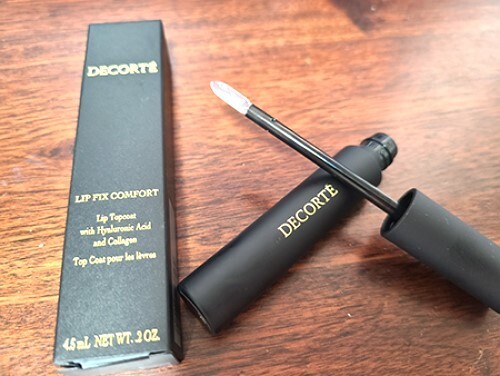 DECORTÉ
LIP FIX COMFORT
Lip Topcoat
with Hyaluronic Acid
and Collagen
Top Coat pour les lèvres
4.5 mL NET WT. .2 OZ.
DECORTÉ